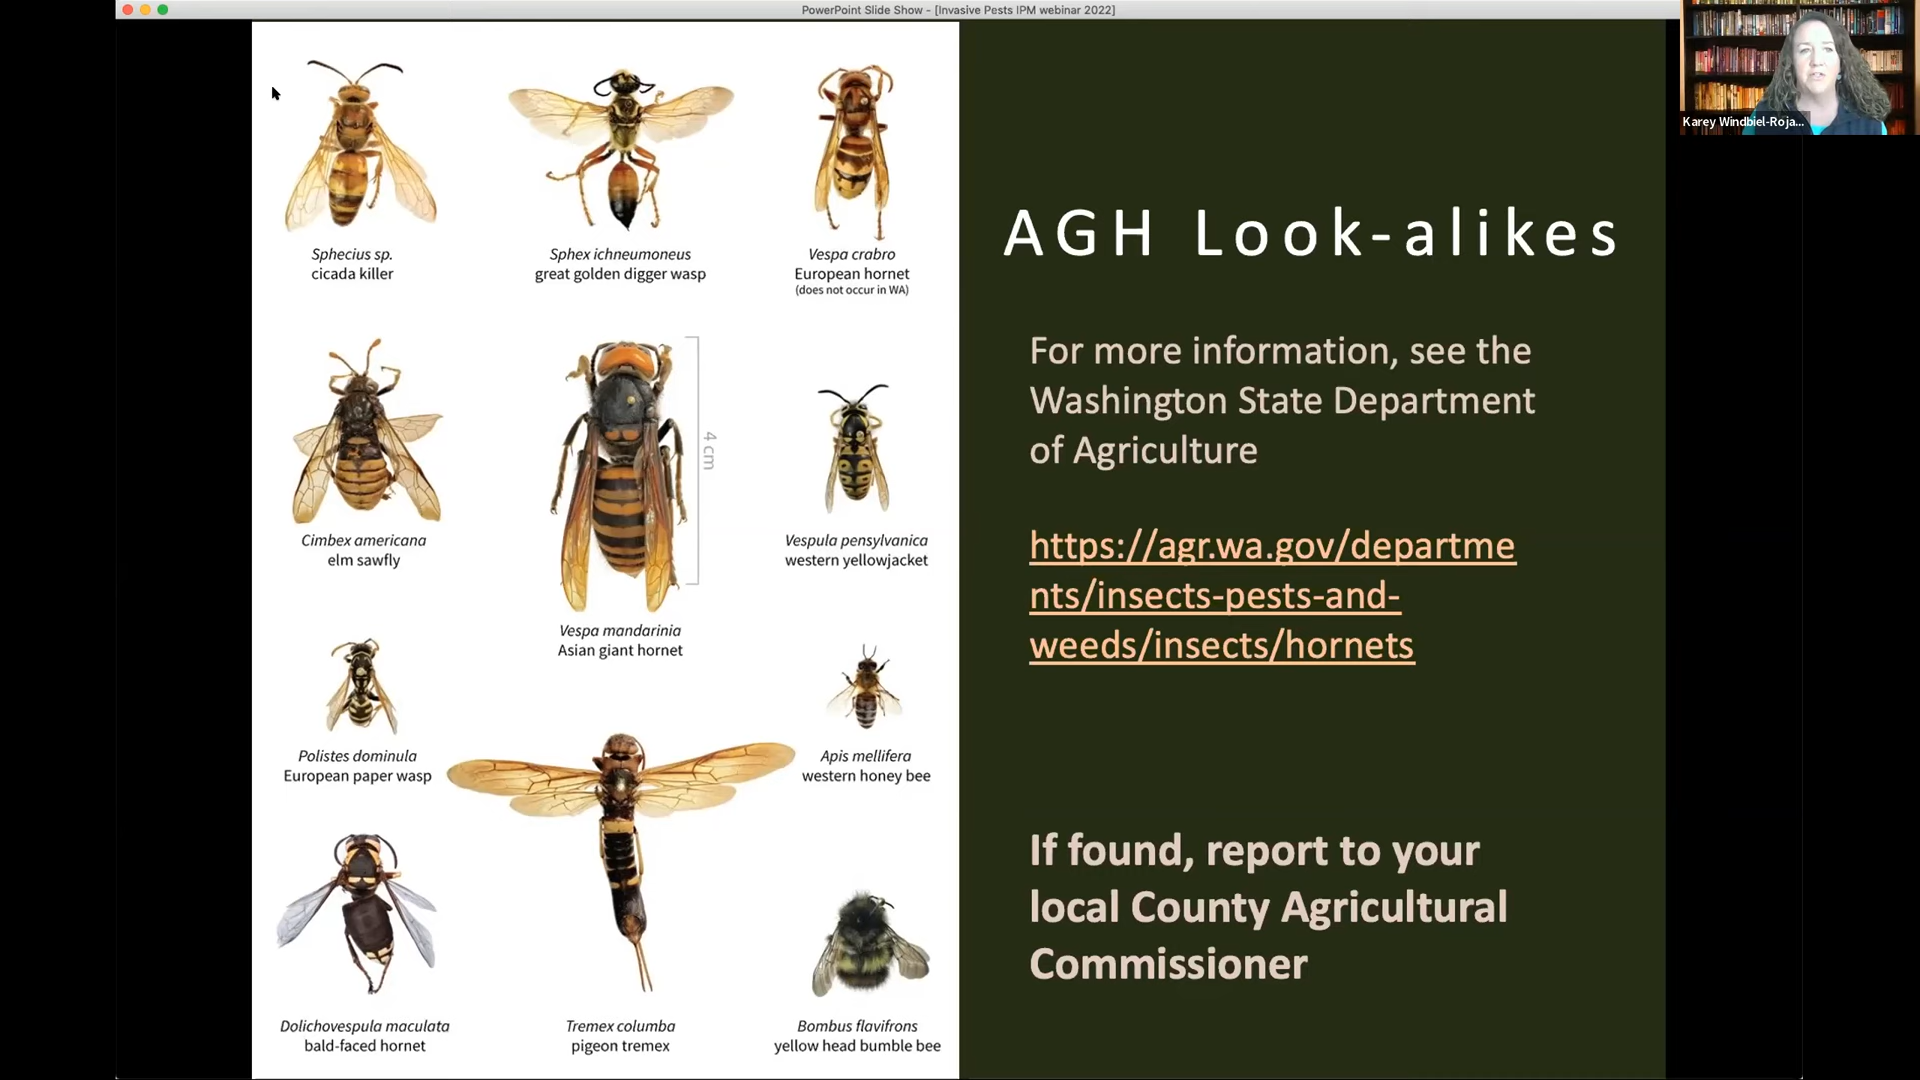 PowerPoint Slide Show - [Invasive Pests IPM webinar 2022]
Karey Windbiel-Roja...
Sphecius sp.
cicada killer
Sphex ichneumoneus
great golden digger wasp
Vespa crabro
European hornet
(does not occur in WA)
Cimbex americana
elm sawfly
4 cm
Vespa mandarinia
Asian giant hornet
Vespula pensylvanica
western yellowjacket
Polistes dominula
European paper wasp
Apis mellifera
western honey bee
Dolichovespula maculata
bald-faced hornet
Tremex columba
pigeon tremex
Bombus flavifrons
yellow head bumble bee
AGH Look-alikes
For more information, see the
Washington State Department
of Agriculture
https://agr.wa.gov/departme
nts/insects-pests-and-
weeds/insects/hornets
If found, report to your
local County Agricultural
Commissioner